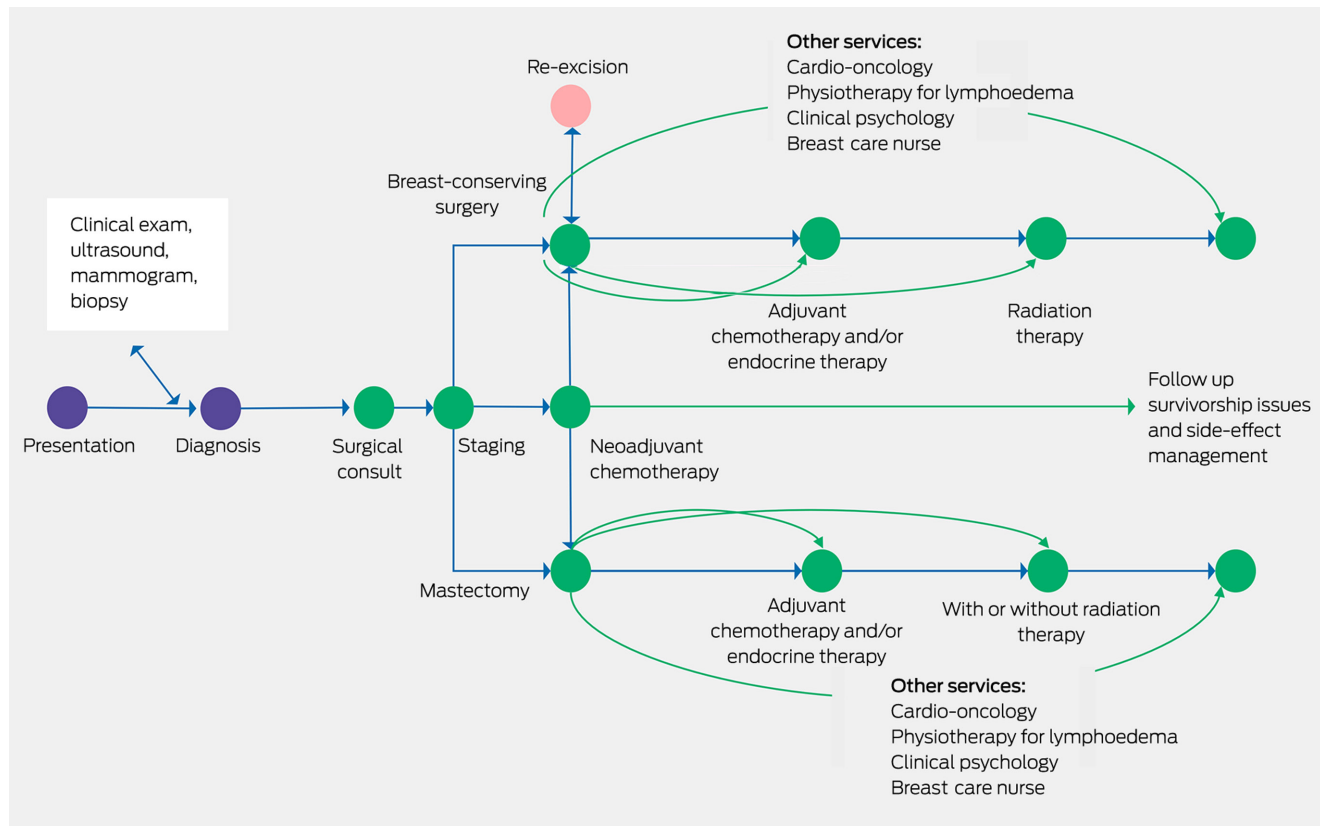 Other services:
Cardio-oncology
Physiotherapy for lymphoedema
Clinical psychology
Breast care nurse
Re-excision
Breast-conserving
surgery
Clinical exam,
ultrasound,
mammogram,
biopsy
Adjuvant
chemotherapy and/or
endocrine therapy
Radiation
therapy
Presentation
Diagnosis
Surgical
consult
Staging
Neoadjuvant
chemotherapy
Follow up
survivorship issues
and side-effect
management
Mastectomy
Adjuvant
chemotherapy and/or
endocrine therapy
With or without radiation
therapy
Other services:
Cardio-oncology
Physiotherapy for lymphoedema
Clinical psychology
Breast care nurse